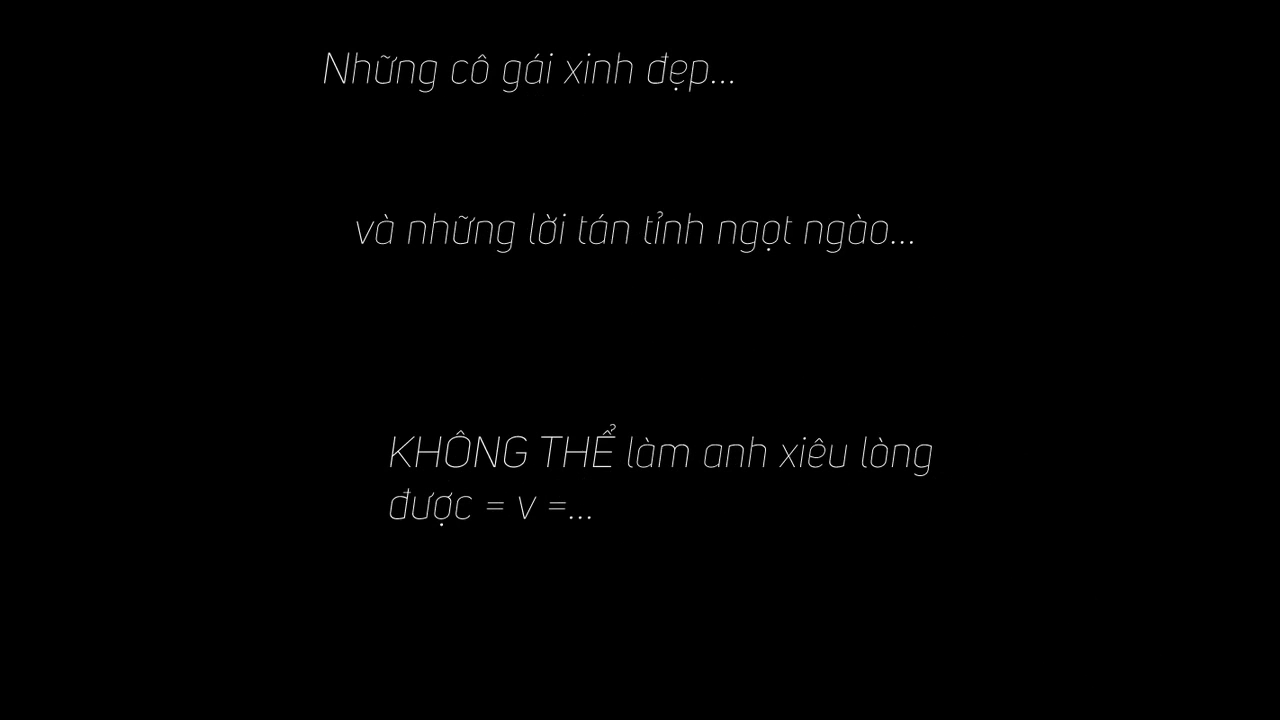 Những cô gái xinh đẹp...
và những lời tán tỉnh ngọt ngào...
KHÔNG THỂ làm anh xiêu lòng
được = v =...